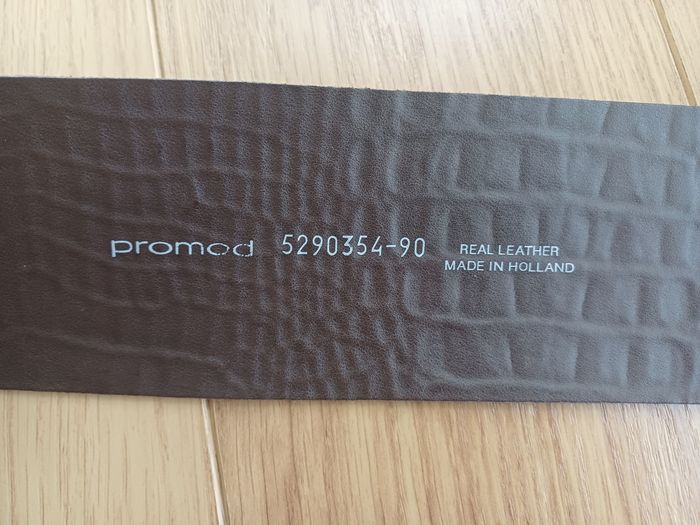 promod 5290354-90 REAL LEATHER
MADE IN HOLLAND